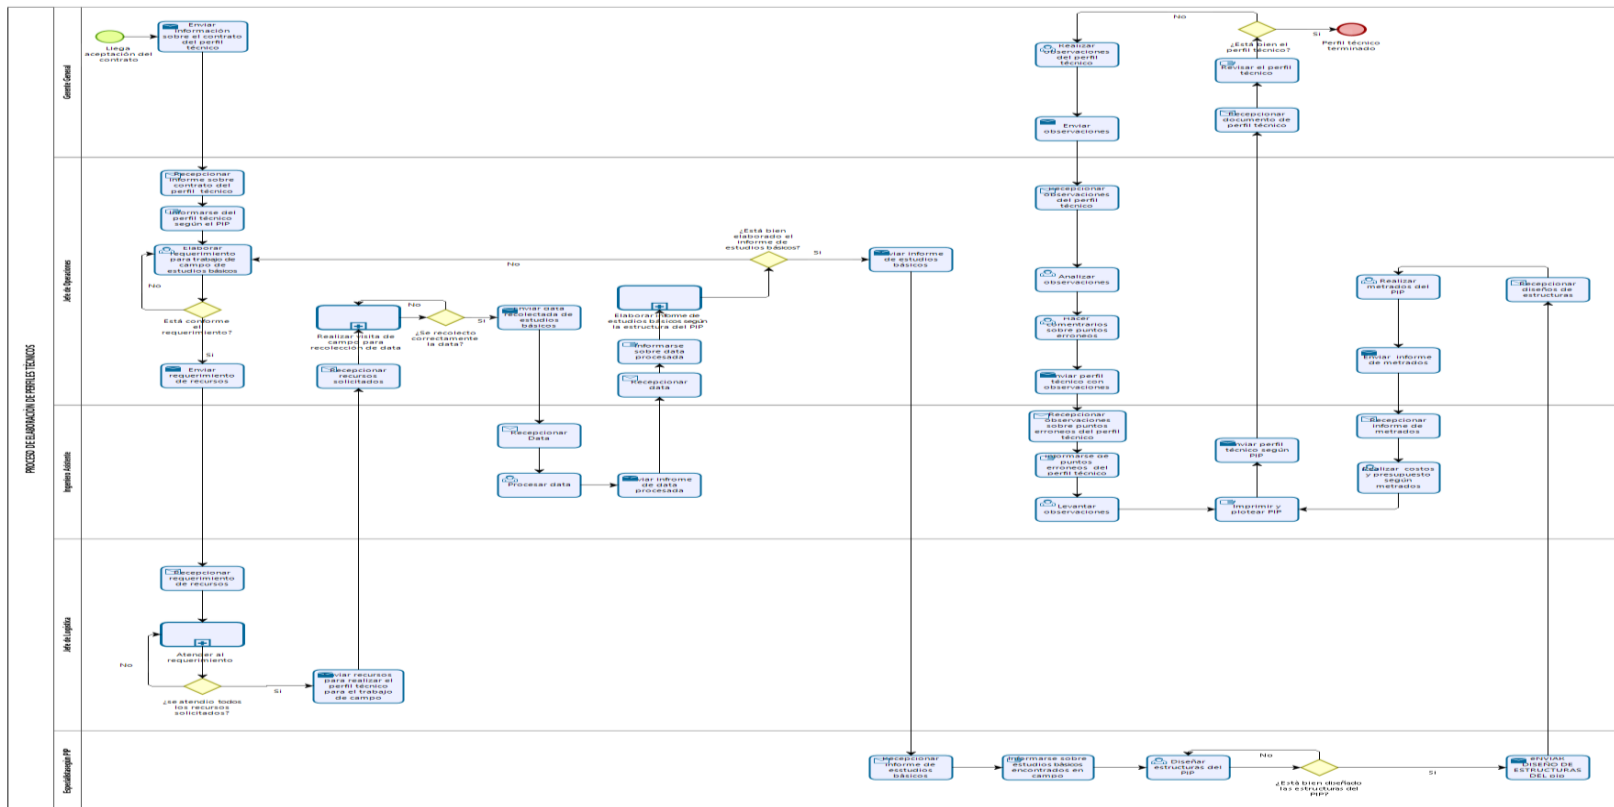 PROCESO DE ELABORACIÓN DE PERFILES TÉCNICOS
Gerente General
Llega
aceptación del
contrato
Enviar
Información
sobre el contrato
del perfil
técnico
Realizar
observaciones
del perfil
técnico
Enviar
observaciones
No
¿Está bien el
perfil técnico?
Si
Perfil técnico
terminado
Revisar el perfil
técnico
Recepcionar
documento de
perfil técnico
Jefe de Operaciones
Recepcionar
informe sobre
contrato del
perfil técnico
Informarse del
perfil técnico
según el PIP
Elaborar
requerimiento
para trabajo de
campo de
estudios básicos
No
Está conforme
el
requerimiento?
Si
Enviar
requerimiento
de recursos
Realizar visita de
campo para
recolección de data
Recepcionar
recursos
solicitados
No
¿Se recolecto
correctamente
la data?
Si
Enviar data
recolectada de
estudios
básicos
Elaborar informe de
estudios básicos según
la estructura del PIP
Informarse
sobre data
procesada
Recepcionar
data
No
¿Está bien
elaborado el
informe de
estudios básicos?
Si
Enviar informe
de estudios
básicos
Recepcionar
observaciones
del perfil
técnico
Analizar
observaciones
Hacer
comentarios
sobre puntos
erroneos
Enviar perfil
técnico con
observaciones
Realizar
metrados del
PIP
Enviar informe
de metrados
Recepcionar
diseños de
estructuras
Ingeniero Asistente
Recepcionar
Data
Procesar data
Enviar infrome
de data
procesada
Recepcionar
observaciones
sobre puntos
erroneos del perfil
técnico
Informarse de
puntos
erroneos del
perfil técnico
Levantar
observaciones
Enviar perfil
técnico según
PIP
Imprimir y
plotear PIP
Recepcionar
informe de
metrados
Realizar costos
y presupuesto
según
metrados
Jefe de Logística
Recepcionar
requerimiento
de recursos
Atender al
requerimiento
No
¿se atendio todos
los recursos
solicitados?
Si
Enviar recursos
para realizar el
perfil técnico
para el trabajo
de campo
Especialista según PIP
Recepcionar
informe de
esstudios
básicos
Informarse sobre
estudios básicos
encontrados en
campo
Diseñar
estructuras del
PIP
No
¿Está bien diseñado
las estructuras del
PIP?
Si
ENVIAR
DISEÑO DE
ESTRUCTURAS
DEL